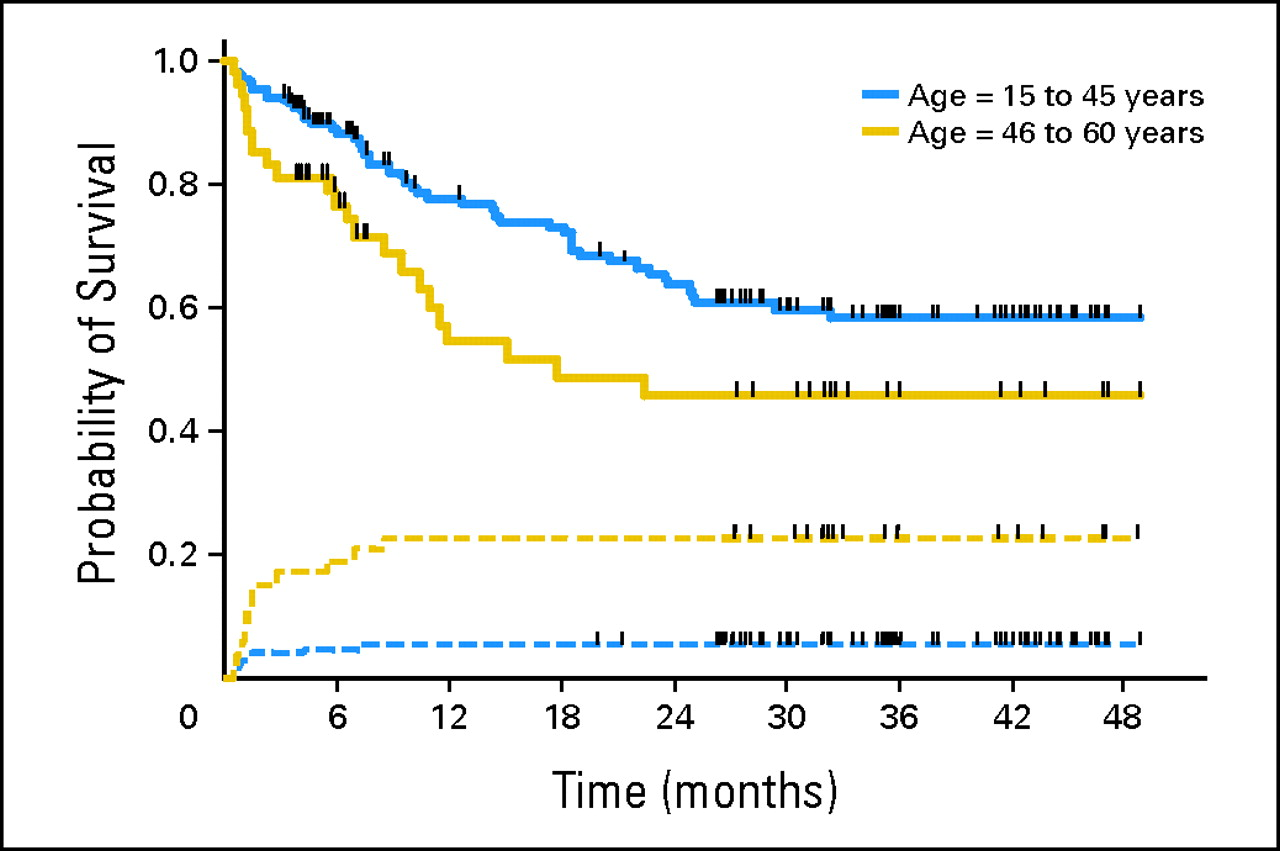 Age = 15 to 45 years
Age = 46 to 60 years
Probability of Survival
1.0
0.8
0.6
0.4
0.2
0 6 12 18 24 30 36 42 48
Time (months)